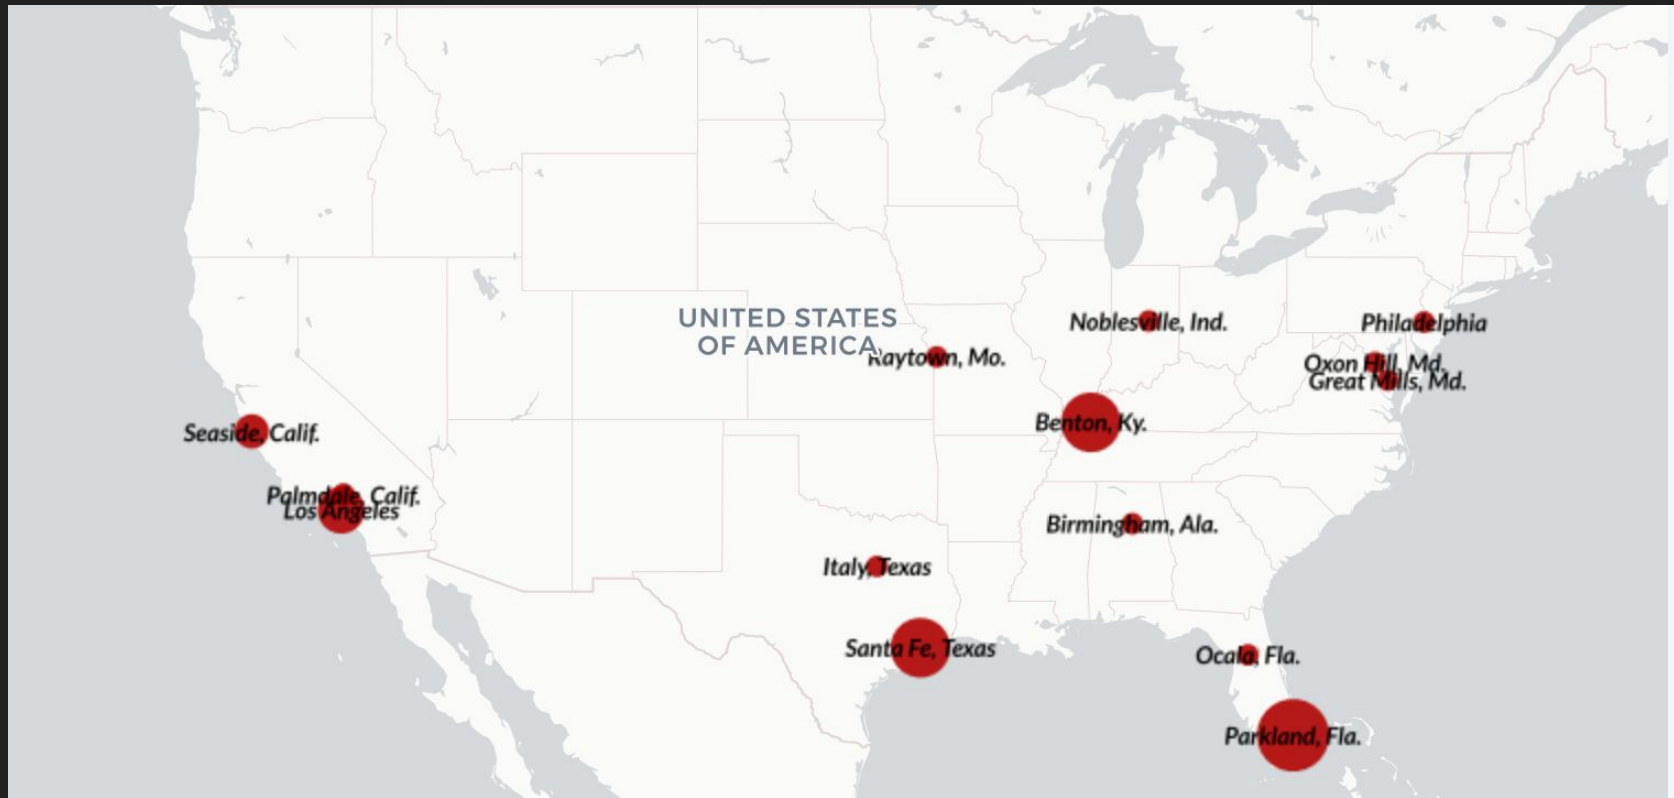 UNITED STATES
OF AMERICA
Noblesville, Ind.
Philadelphia
Raytown, Mo.
Oxon Hill, Md.
Great Mills, Md.
Benton, Ky.
Seaside, Calif.
Palmdale, Calif.
Los Angeles
Birmingham, Ala.
Italy, Texas
Santa Fe, Texas
Ocala, Fla.
Parkland, Fla.